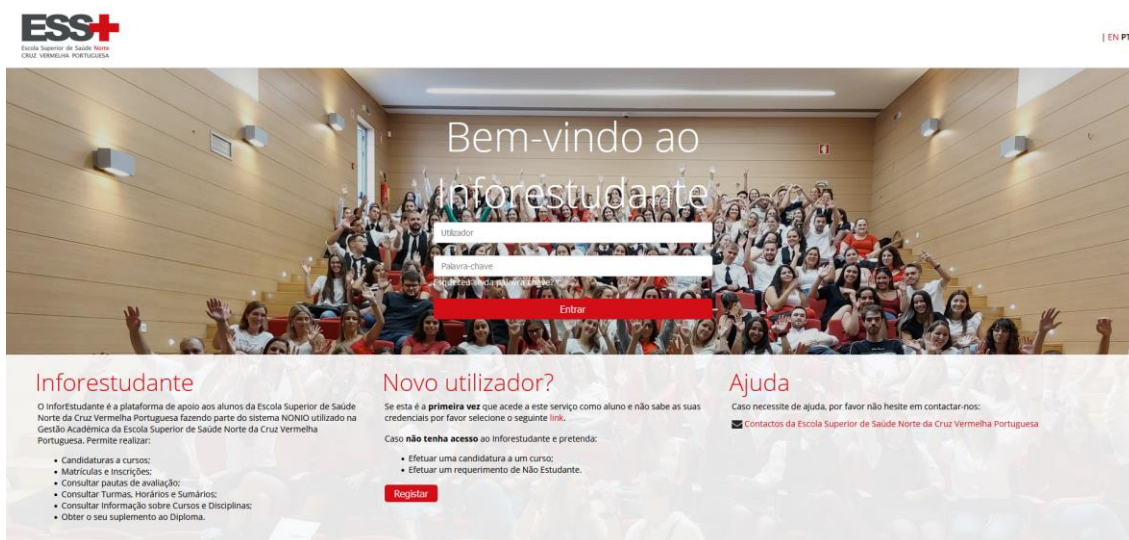 ESS+
Escola Superior de Saúde Norte
CRUZ VERMELHA PORTUGUESA
| EN PT
Bem-vindo ao
Inforestudante
Utilizador
Palavra-chave
Esqueceu-se da palavra chave?
Entrar
Inforestudante
O InforEstudante é a plataforma de apoio aos alunos da Escola Superior de Saúde
Norte da Cruz Vermelha Portuguesa fazendo parte do sistema NONIO utilizado na
Gestão Académica da Escola Superior de Saúde Norte da Cruz Vermelha
Portuguesa. Permite realizar:
• Candidaturas a cursos;
• Matrículas e Inscrições;
• Consultar pautas de avaliação;
• Consultar Turmas, Horários e Sumários;
• Consultar Informação sobre Cursos e Disciplinas;
• Obter o seu suplemento ao Diploma.
Novo utilizador?
Se esta é a primeira vez que acede a este serviço como aluno e não sabe as suas
credenciais por favor selecione o seguinte link.
Caso não tenha acesso ao Inforestudante e pretenda:
• Efetuar uma candidatura a um curso;
• Efetuar um requerimento de Não Estudante.
Registar
Ajuda
Caso necessite de ajuda, por favor não hesite em contactar-nos:
Contactos da Escola Superior de Saúde Norte da Cruz Vermelha Portuguesa